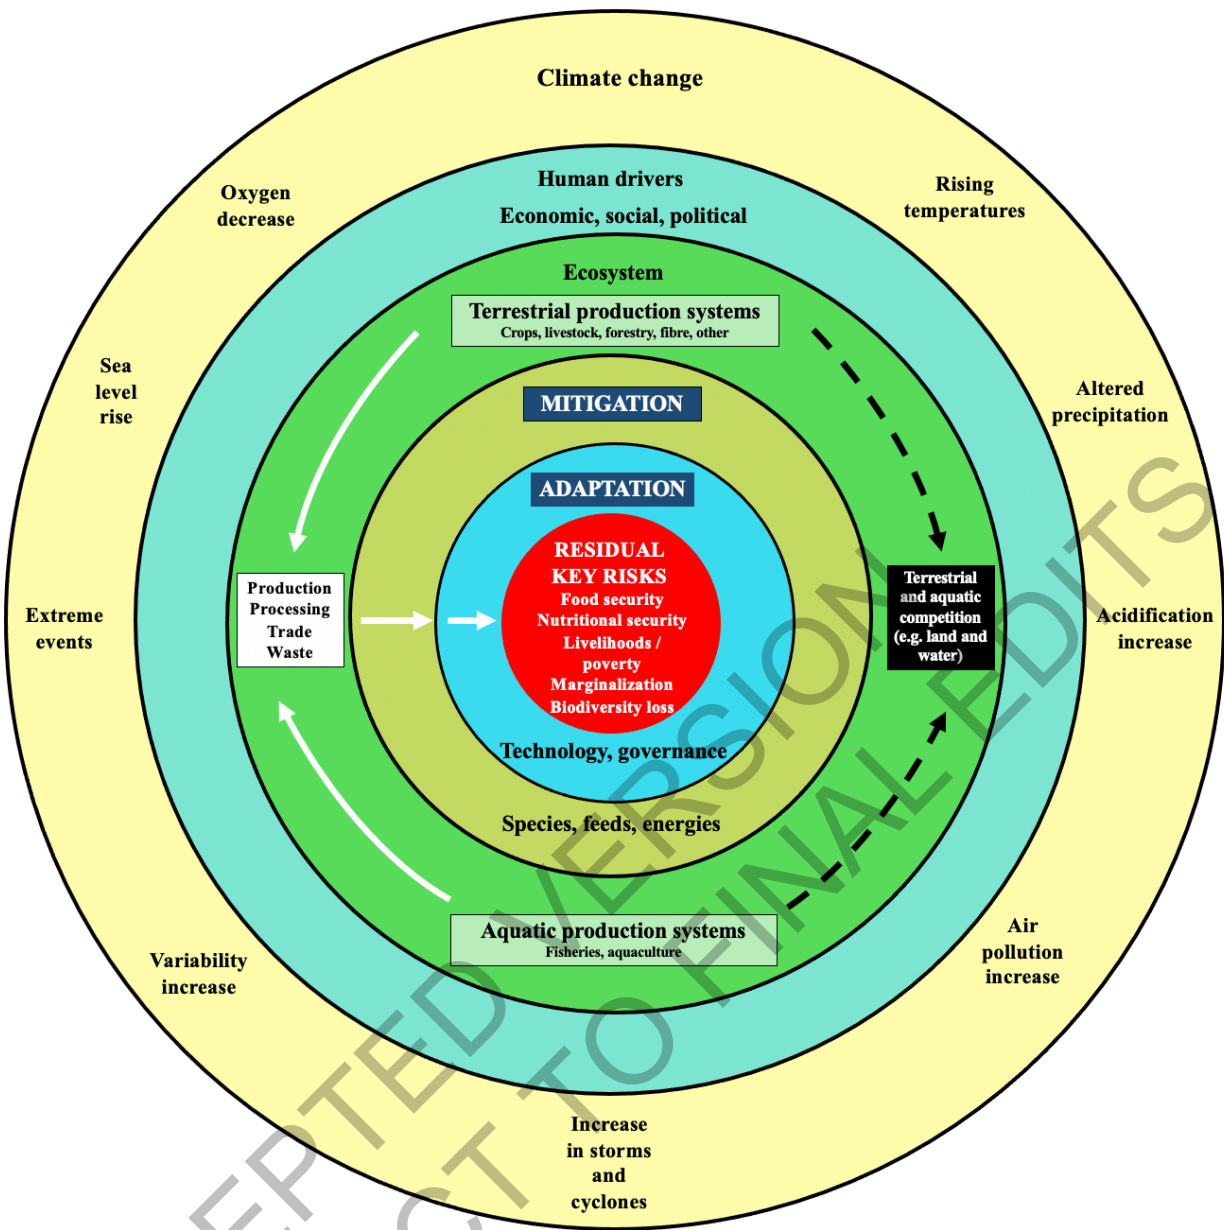 Climate change
Oxygen
decrease
Rising
temperatures
Human drivers
Economic, social, political
Ecosystem
Terrestrial production systems
Crops, livestock, forestry, fibre, other
Sea
level
rise
Altered
precipitation
MITIGATION
ADAPTATION
RESIDUAL
KEY RISKS
Food security
Nutritional security
Livelihoods /
poverty
Marginalization
Biodiversity loss
Production
Processing
Trade
Waste
Terrestrial
and aquatic
competition
(e.g. land and
water)
Extreme
events
Acidification
increase
Technology, governance
Species, feeds, energies
Aquatic production systems
Fisheries, aquaculture
Variability
increase
Air
pollution
increase
Increase
in storms
and
cyclones
EPTED VERSION
CT TO FINAL EDITS